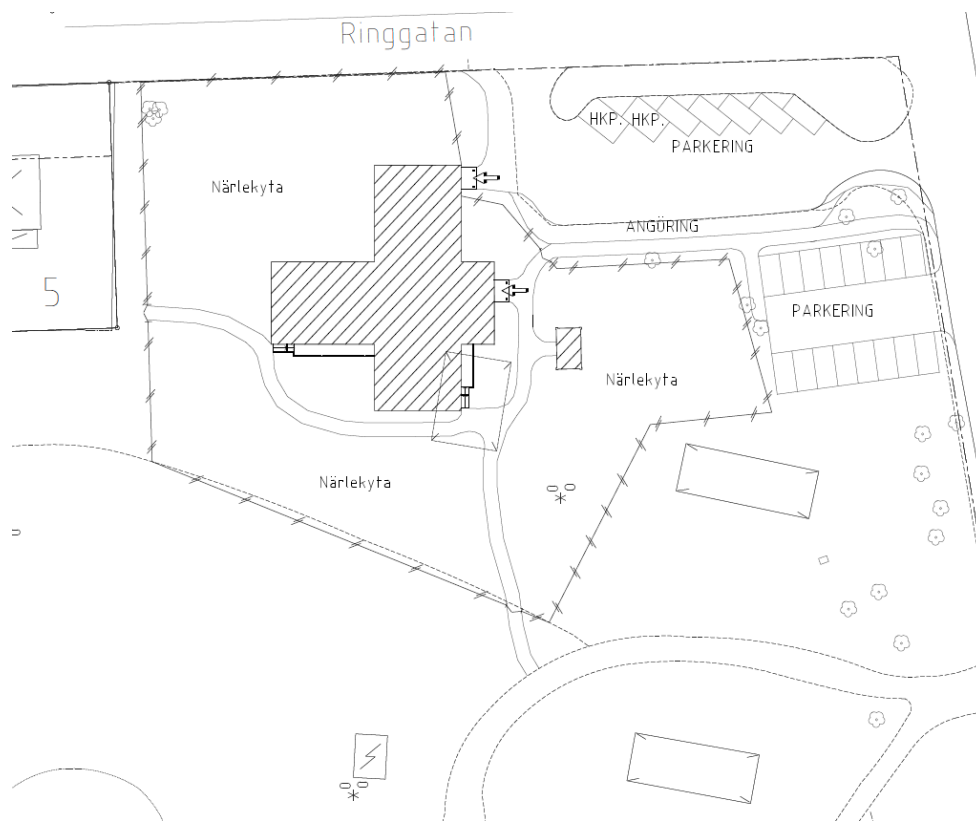 Ringgatan
HKP.
HKP.
PARKERING
Närlekyta
ANGÖRING
5
PARKERING
Närlekyta
Närlekyta